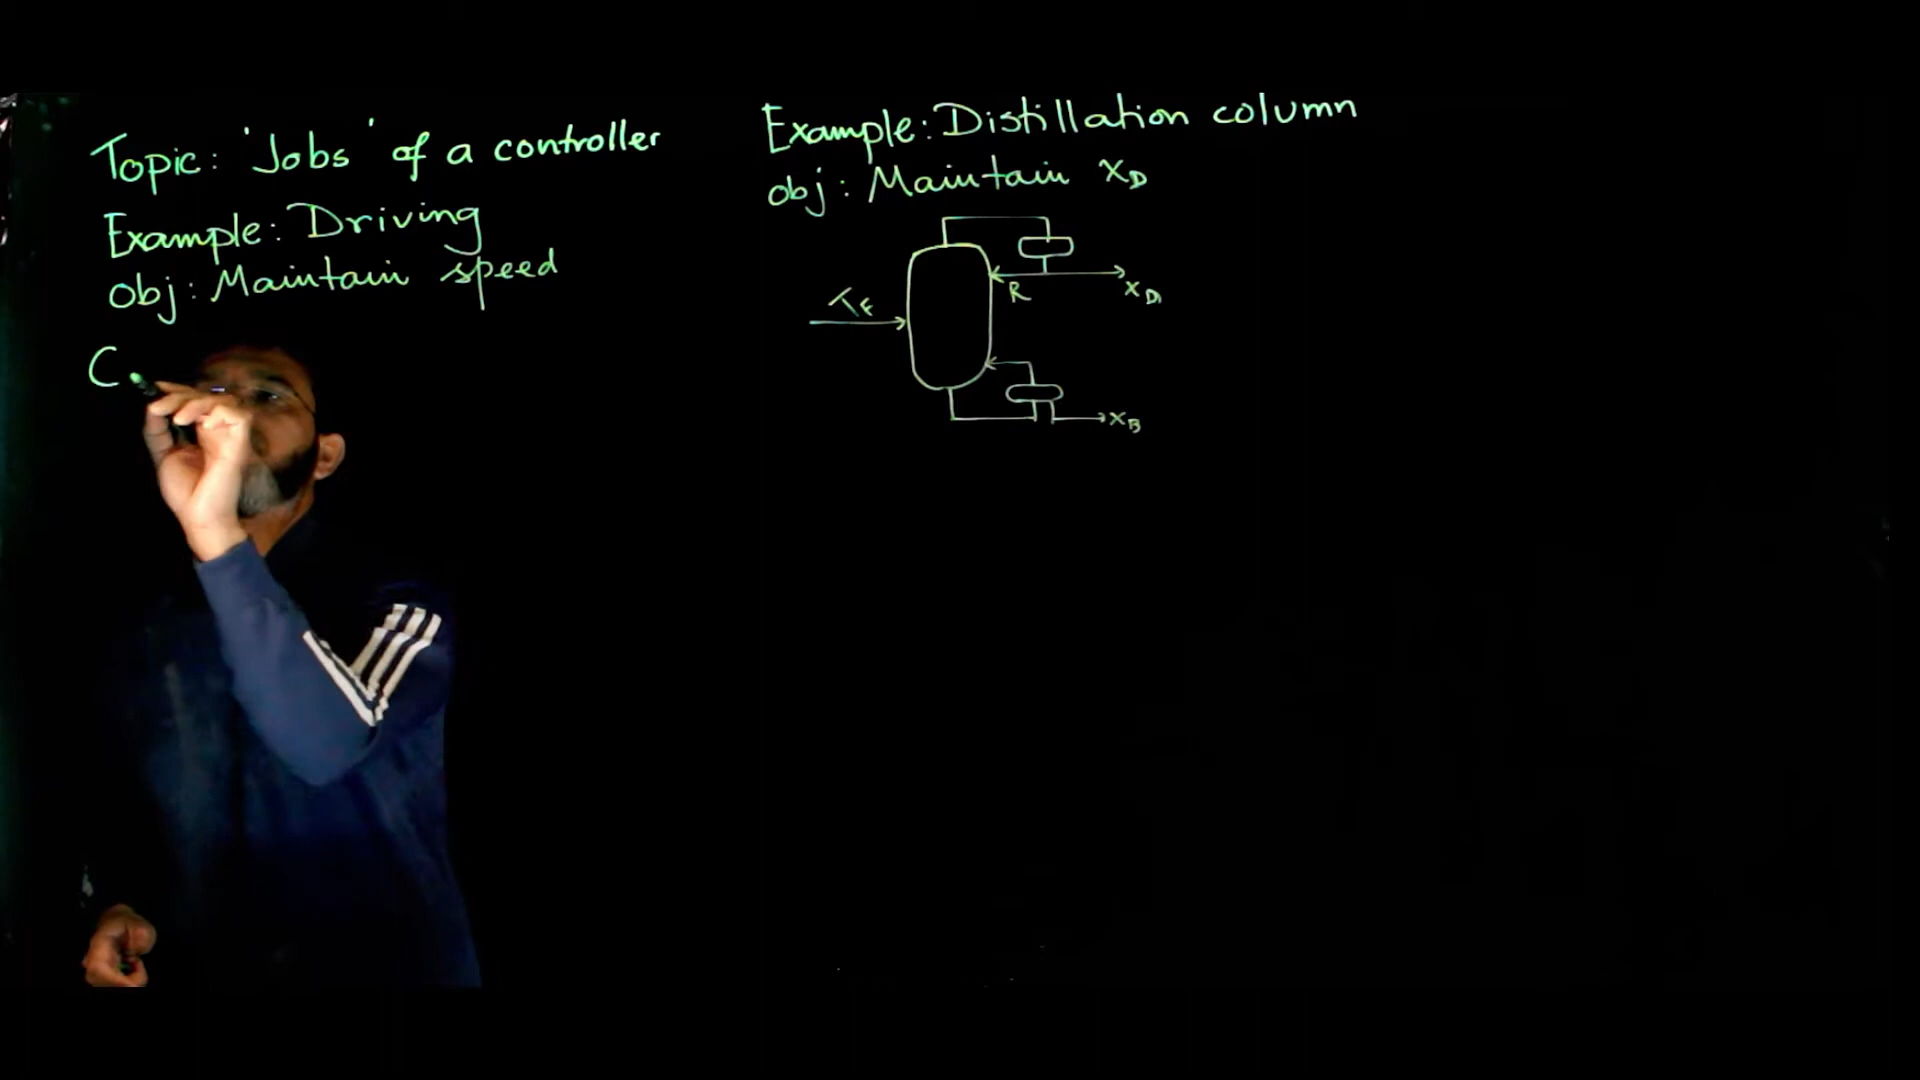 Topic: 'Jobs' of a controller
Example: Driving
Obj: Maintain speed
C
Example: Distillation column
obj: Maintain xD
TF
R
xD
xB